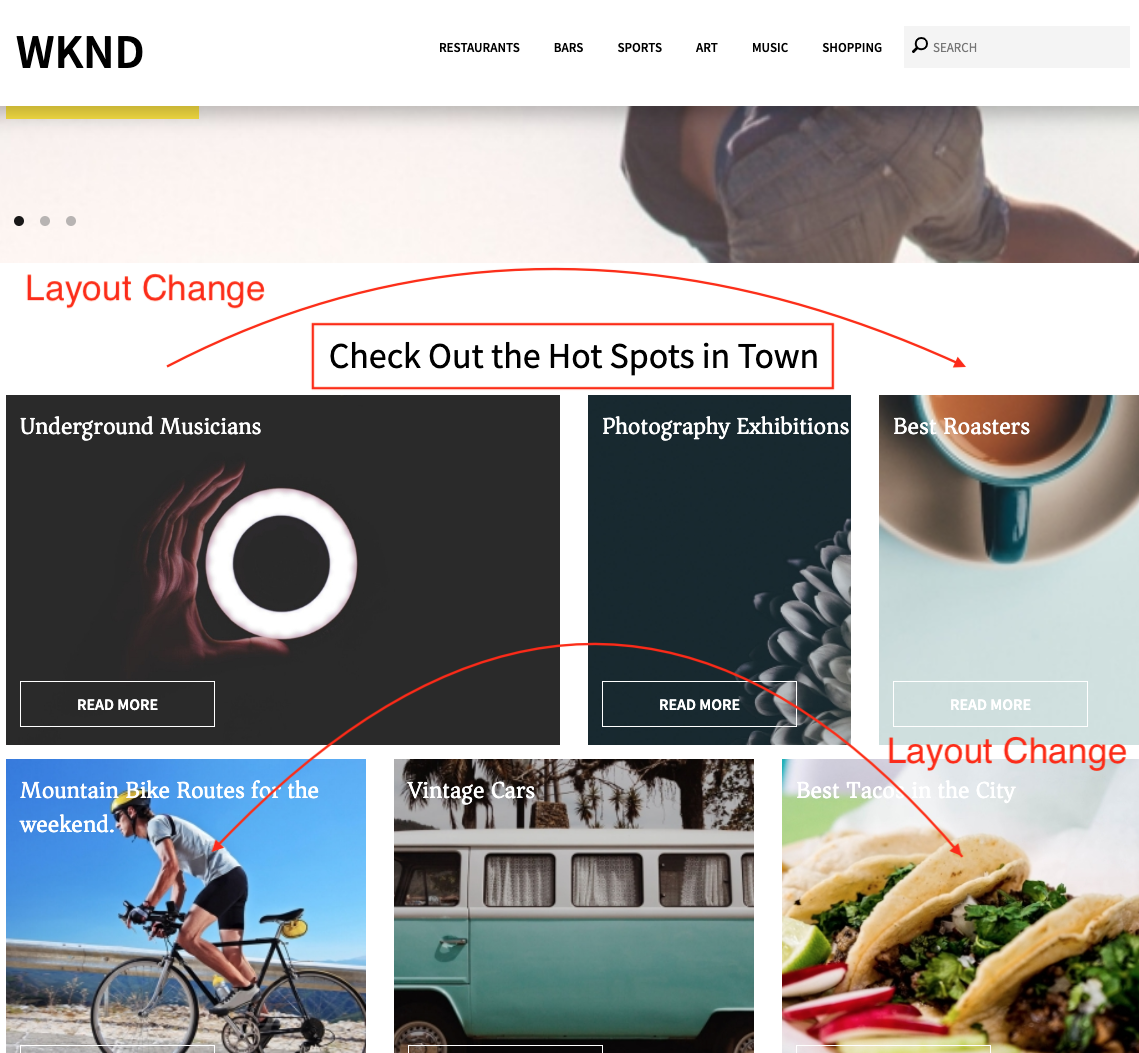 WKND
RESTAURANTS BARS SPORTS ART MUSIC SHOPPING SEARCH
Layout Change
Check Out the Hot Spots in Town
Underground Musicians
Photography Exhibitions
Best Roasters
READ MORE
READ MORE
READ MORE
Layout Change
Mountain Bike Routes for the
weekend.
Vintage Cars
Best Tacos in the City